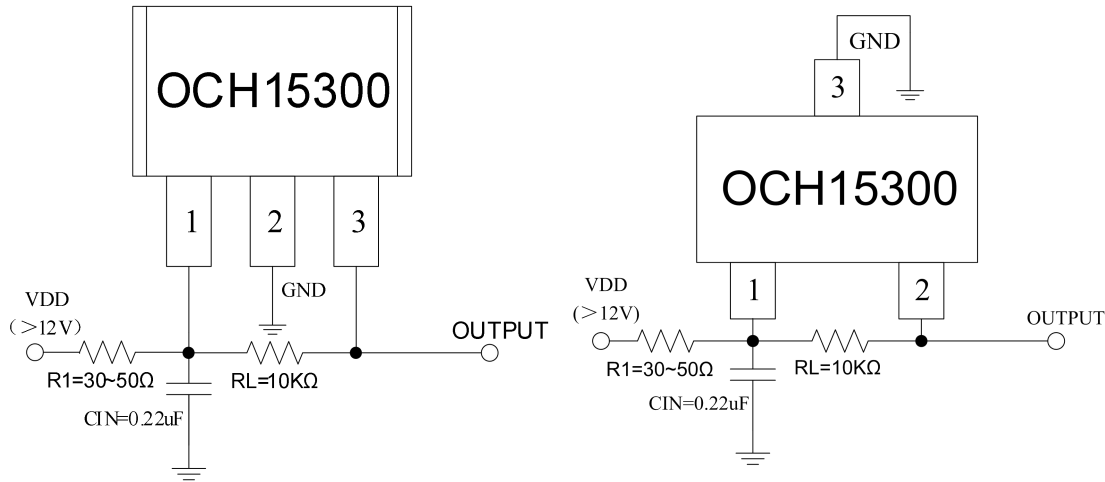 OCH15300
1
2
3
GND
VDD
（＞12V）
OUTPUT
R1=30~50Ω
RL=10KΩ
CIN=0.22uF
GND
3
OCH15300
1
2
VDD
(＞12V)
OUTPUT
R1=30~50Ω
RL=10KΩ
CIN=0.22uF